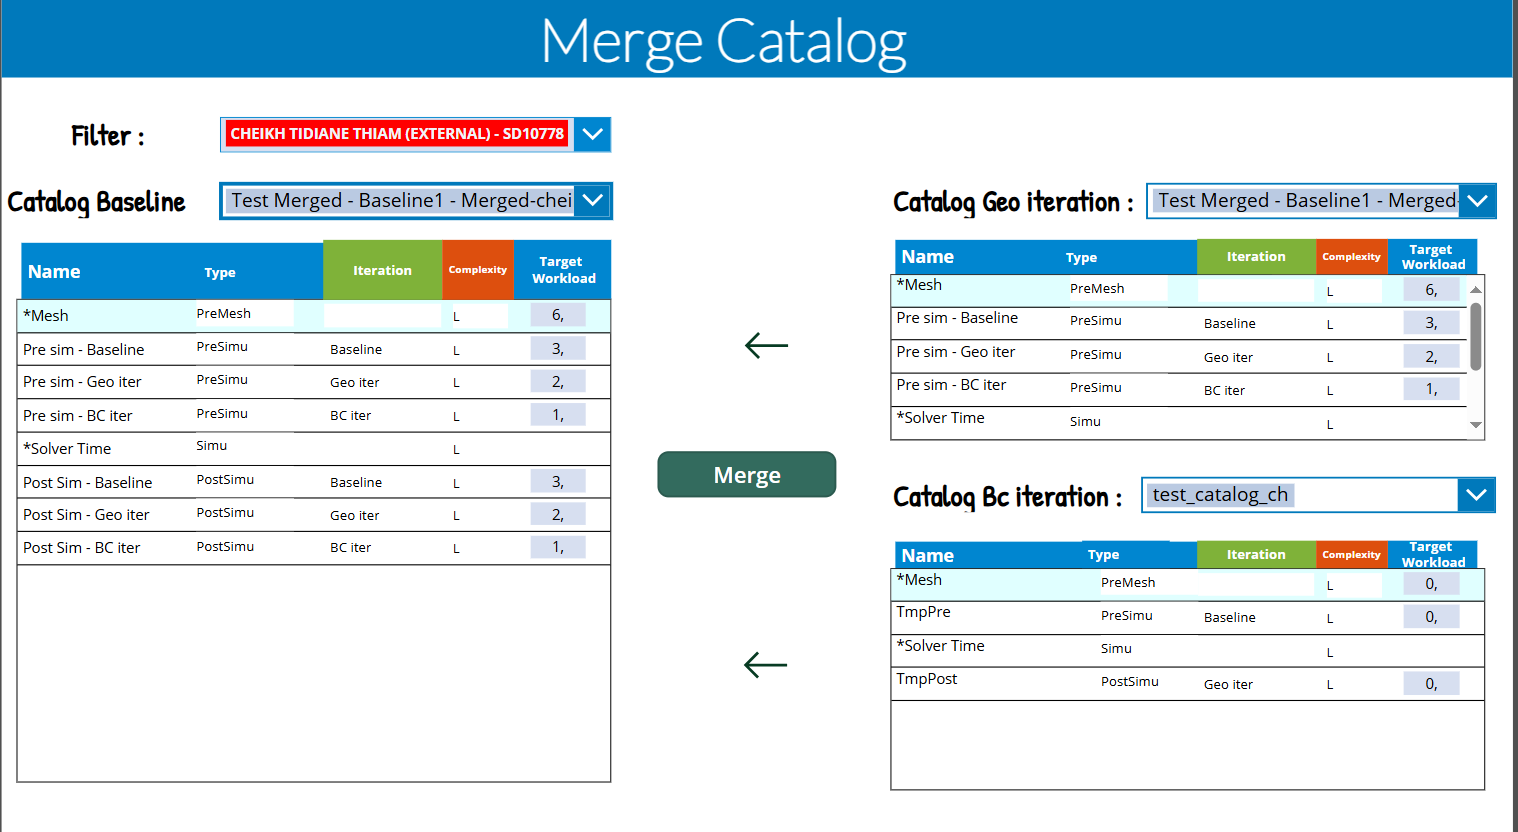 Merge Catalog
Filter :
CHEIKH TIDIANE THIAM (EXTERNAL) - SD10778
Catalog Baseline
Test Merged - Baseline1 - Merged-chei
Name Type Iteration Complexity Target Workload
*Mesh PreMesh L 6,
Pre sim - Baseline PreSimu Baseline L 3,
Pre sim - Geo iter PreSimu Geo iter L 2,
Pre sim - BC iter PreSimu BC iter L 1,
*Solver Time Simu L
Post Sim - Baseline PostSimu Baseline L 3,
Post Sim - Geo iter PostSimu Geo iter L 2,
Post Sim - BC iter PostSimu BC iter L 1,
Merge
Catalog Geo iteration :
Test Merged - Baseline1 - Merged-
Name Type Iteration Complexity Target Workload
*Mesh PreMesh L 6,
Pre sim - Baseline PreSimu Baseline L 3,
Pre sim - Geo iter PreSimu Geo iter L 2,
Pre sim - BC iter PreSimu BC iter L 1,
*Solver Time Simu L
Catalog Bc iteration :
test_catalog_ch
Name Type Iteration Complexity Target Workload
*Mesh PreMesh L 0,
TmpPre PreSimu Baseline L 0,
*Solver Time Simu L
TmpPost PostSimu Geo iter L 0,